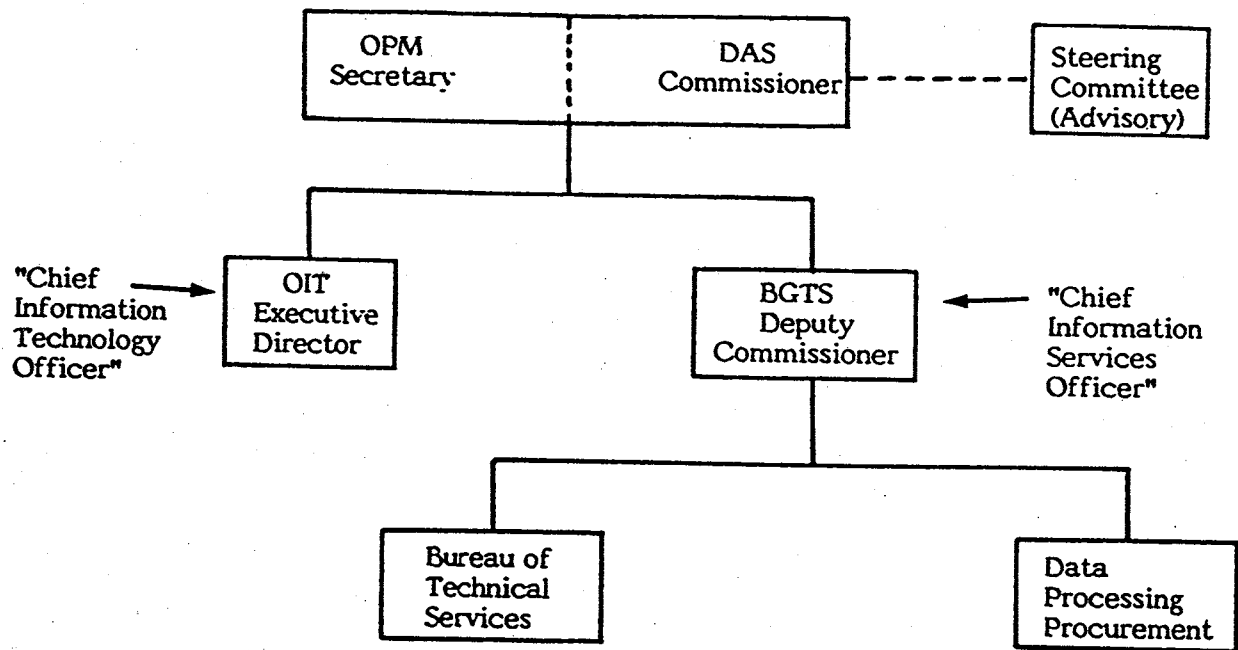 OPM
Secretary
DAS
Commissioner
Steering
Committee
(Advisory)
"Chief
Information
Technology
Officer"
OIT
Executive
Director
BGTS
Deputy
Commissioner
"Chief
Information
Services
Officer"
Bureau of
Technical
Services
Data
Processing
Procurement